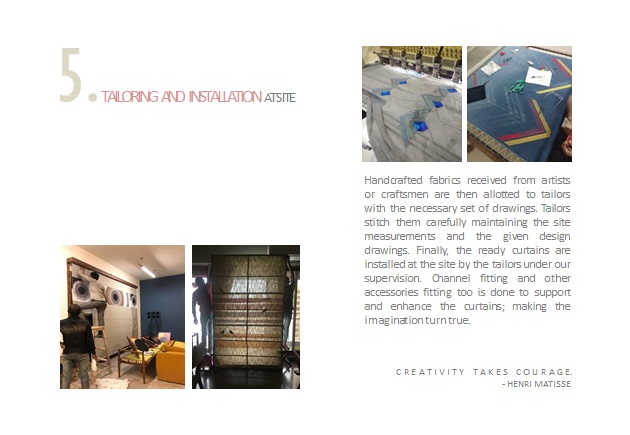 5. TAILORING AND INSTALLATION AT SITE
Handcrafted fabrics received from artists
or craftsmen are then allotted to tailors
with the necessary set of drawings. Tailors
stitch them carefully maintaining the site
measurements and the given design
drawings. Finally, the ready curtains are
installed at the site by the tailors under our
supervision. Channel fitting and other
accessories fitting too is done to support
and enhance the curtains; making the
imagination turn true.
CREATIVITY TAKES COURAGE.
- HENRI MATISSE